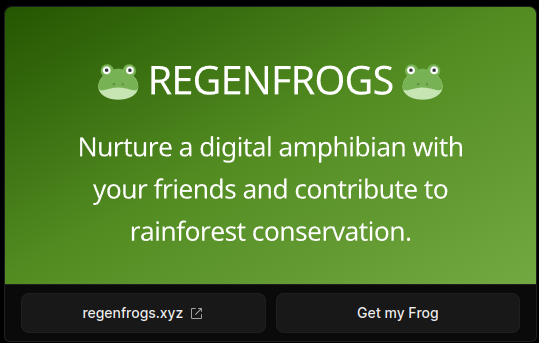 🐸 REGENFROGS 🐸
Nurture a digital amphibian with
your friends and contribute to
rainforest conservation.
regenfrogs.xyz
Get my Frog